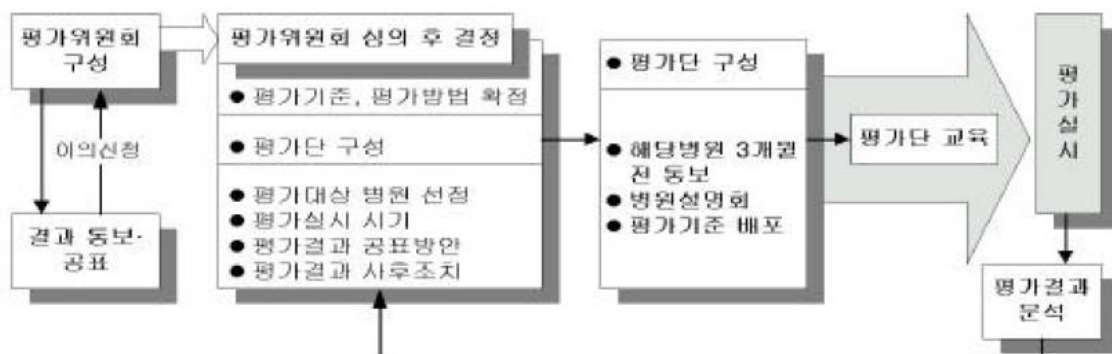 평가위원회
구성
이의신청
결과 통보·
공표
평가위원회 심의 후 결정
● 평가기준, 평가방법 확정
● 평가단 구성
● 평가대상 병원 선정
● 평가실시 시기
● 평가결과 공표방안
● 평가결과 사후조치
● 평가단 구성
● 해당병원 3개월
전 통보
● 병원설명회
● 평가기준 배포
평가단 교육
평가실시
평가결과
분석